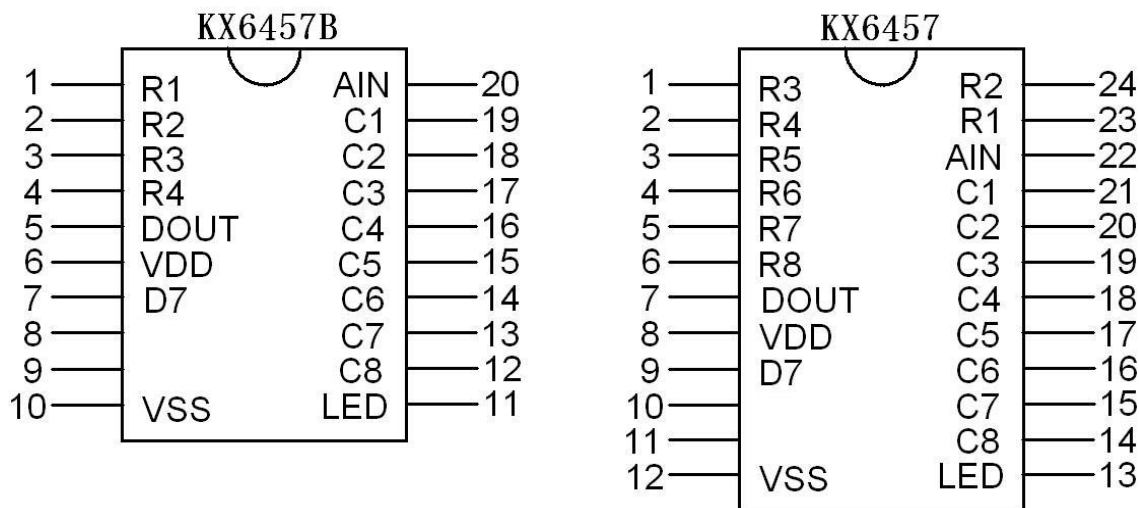 KX6457B
1 R1 AIN 20
2 R2 C1 19
3 R3 C2 18
4 R4 C3 17
5 DOUT C4 16
6 VDD C5 15
7 D7 C6 14
8 C7 13
9 C8 12
10 VSS LED 11
KX6457
1 R3 R2 24
2 R4 R1 23
3 R5 AIN 22
4 R6 C1 21
5 R7 C2 20
6 R8 C3 19
7 DOUT C4 18
8 VDD C5 17
9 D7 C6 16
10 C7 15
11 C8 14
12 VSS LED 13